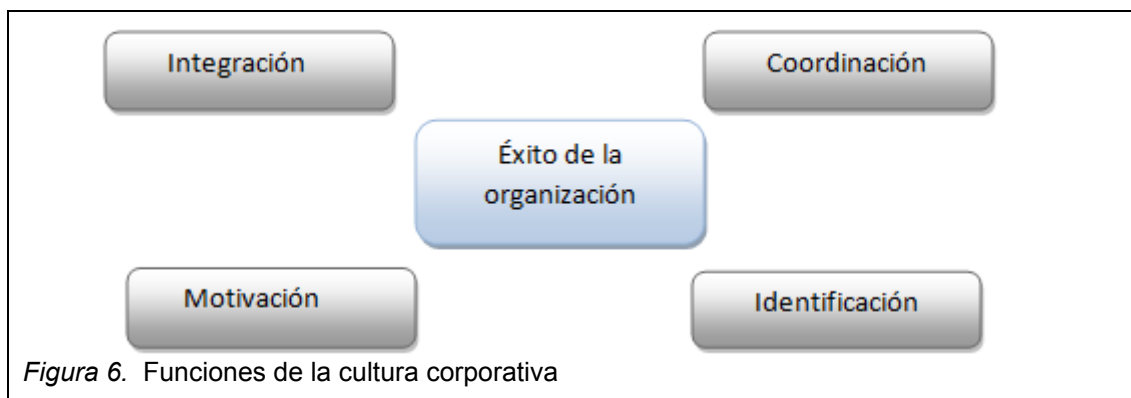 Integración
Coordinación
Éxito de la
organización
Motivación
Identificación
Figura 6. Funciones de la cultura corporativa